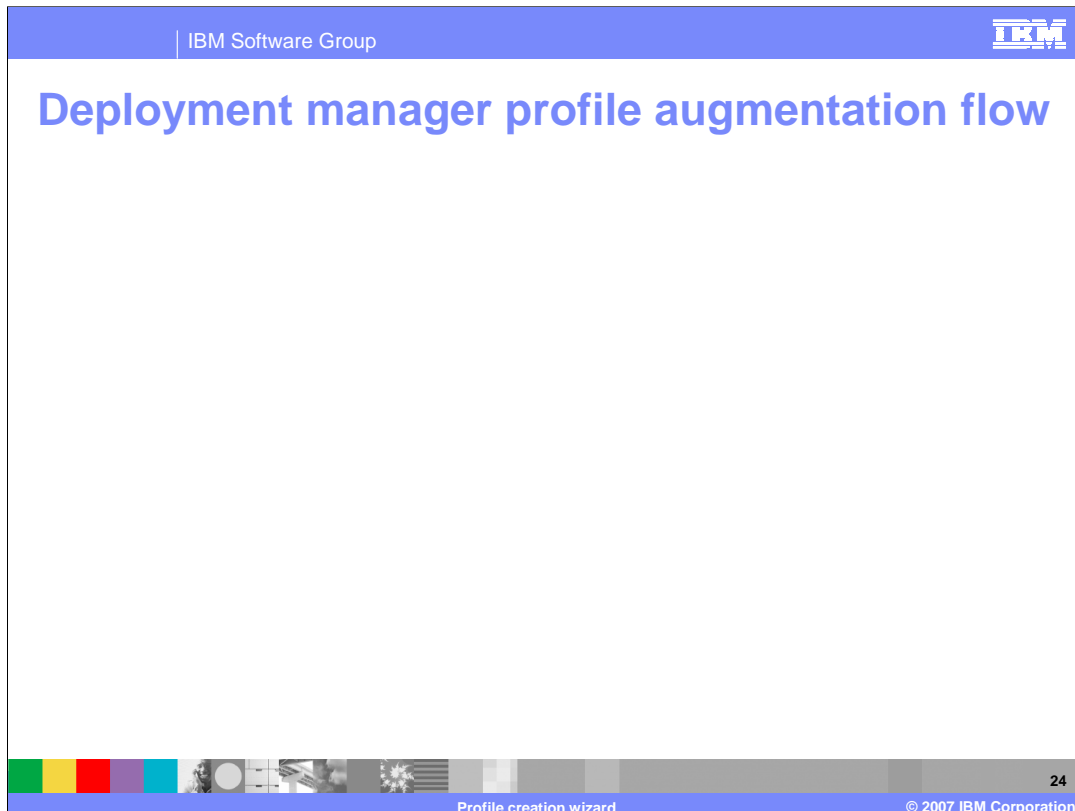 IBM Software Group
IBM
Deployment manager profile augmentation flow
24
Profile creation wizard
© 2007 IBM Corporation